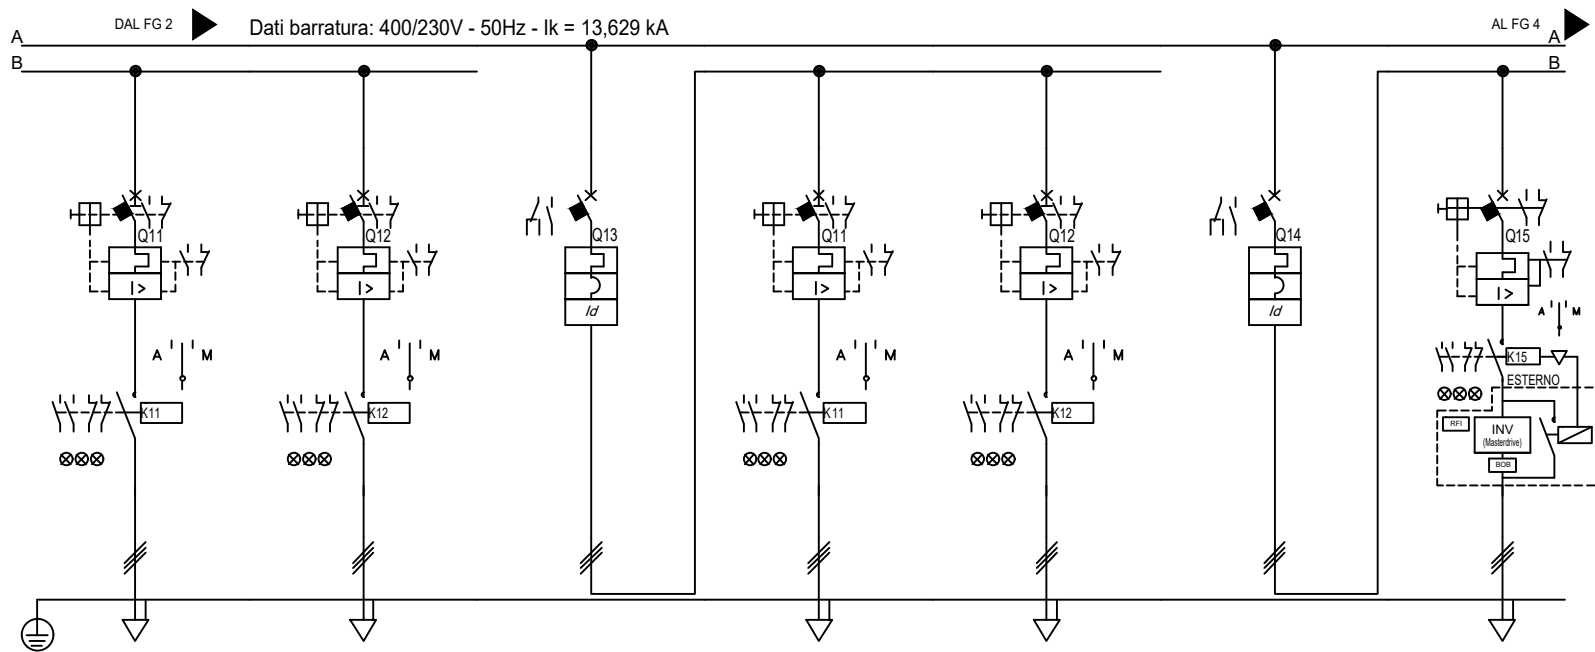 DAL FG 2 Dati barratura: 400/230V - 50Hz - Ik = 13,629 kA AL FG 4
A A
B B
Q11 Q12 Q13 Q11 Q12 Q14 Q15
I> I> Id I> I> Id I>
A M A M A M A M A M
K11 K12 K11 K12 K15
ESTERNO
RFI INV
(Masterdrive)
BOB